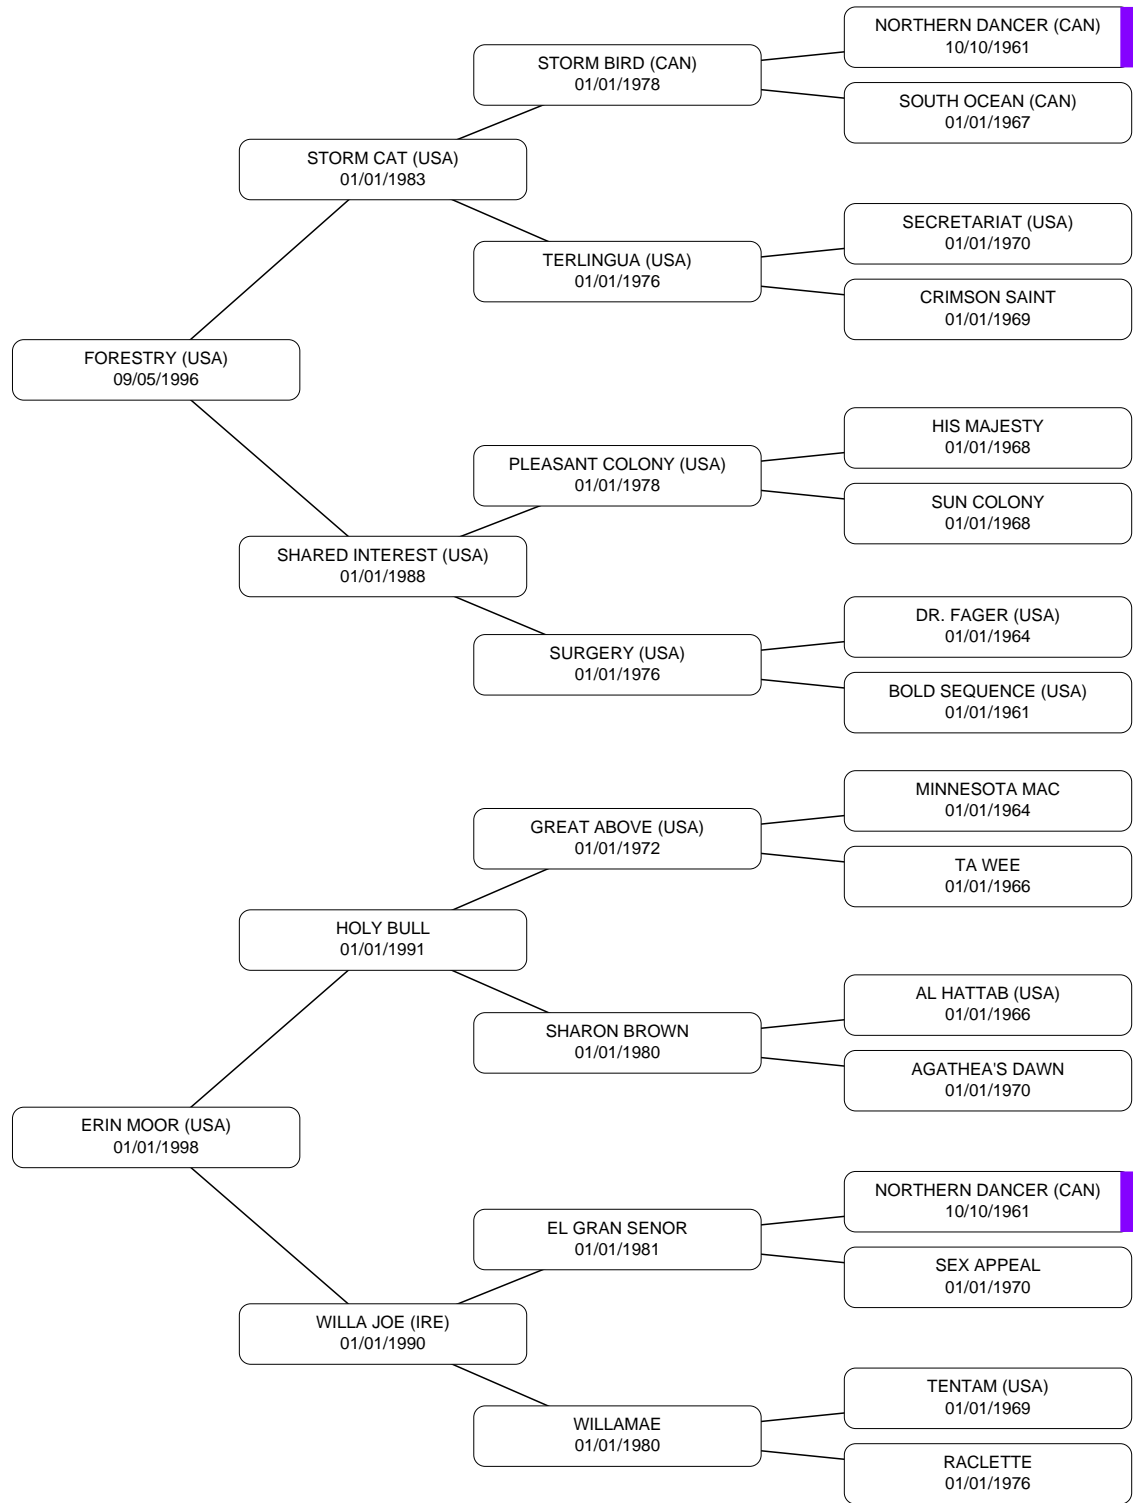 NORTHERN DANCER (CAN)
10/10/1961
STORM BIRD (CAN)
01/01/1978
SOUTH OCEAN (CAN)
01/01/1967
STORM CAT (USA)
01/01/1983
SECRETARIAT (USA)
01/01/1970
TERLINGUA (USA)
01/01/1976
CRIMSON SAINT
01/01/1969
FORESTRY (USA)
09/05/1996
HIS MAJESTY
01/01/1968
PLEASANT COLONY (USA)
01/01/1978
SUN COLONY
01/01/1968
SHARED INTEREST (USA)
01/01/1988
DR. FAGER (USA)
01/01/1964
SURGERY (USA)
01/01/1976
BOLD SEQUENCE (USA)
01/01/1961
MINNESOTA MAC
01/01/1964
GREAT ABOVE (USA)
01/01/1972
TA WEE
01/01/1966
HOLY BULL
01/01/1991
AL HATTAB (USA)
01/01/1966
SHARON BROWN
01/01/1980
AGATHEA'S DAWN
01/01/1970
ERIN MOOR (USA)
01/01/1998
NORTHERN DANCER (CAN)
10/10/1961
EL GRAN SENOR
01/01/1981
SEX APPEAL
01/01/1970
WILLA JOE (IRE)
01/01/1990
TENTAM (USA)
01/01/1969
WILLAMAE
01/01/1980
RACLETTE
01/01/1976